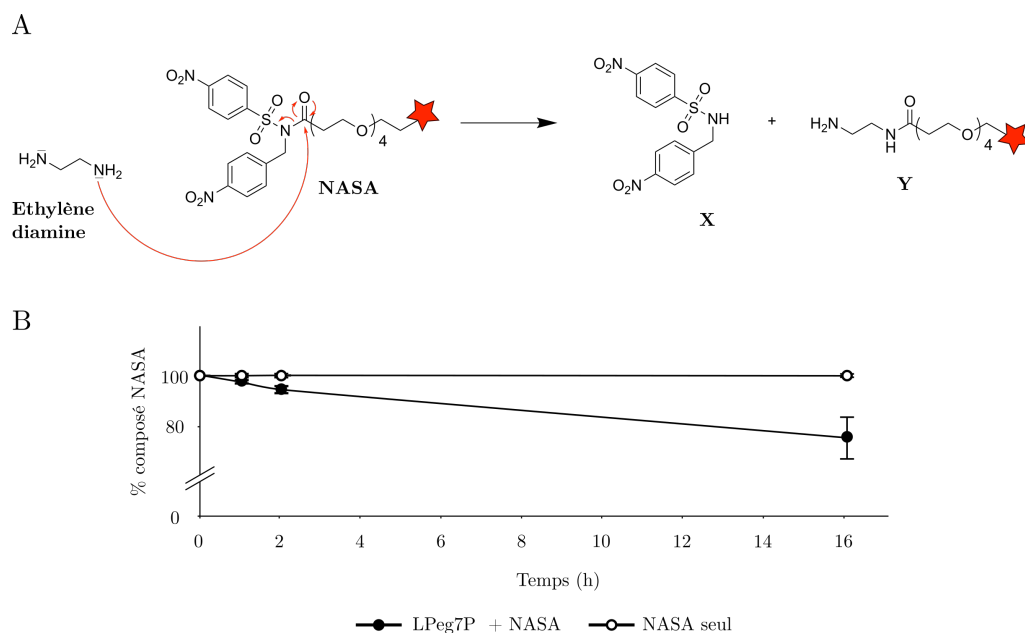 A
O₂N
O
O
S
O
N
O
4
O₂N
NASA
H₂N
NH₂
Ethylène
diamine
O₂N
O
S
O
NH
O₂N
X
+
H₂N
N
H
O
O
4
Y
B
% composé NASA
100
80
0
0 2 4 6 8 10 12 14 16
Temps (h)
LPeg7P + NASA NASA seul